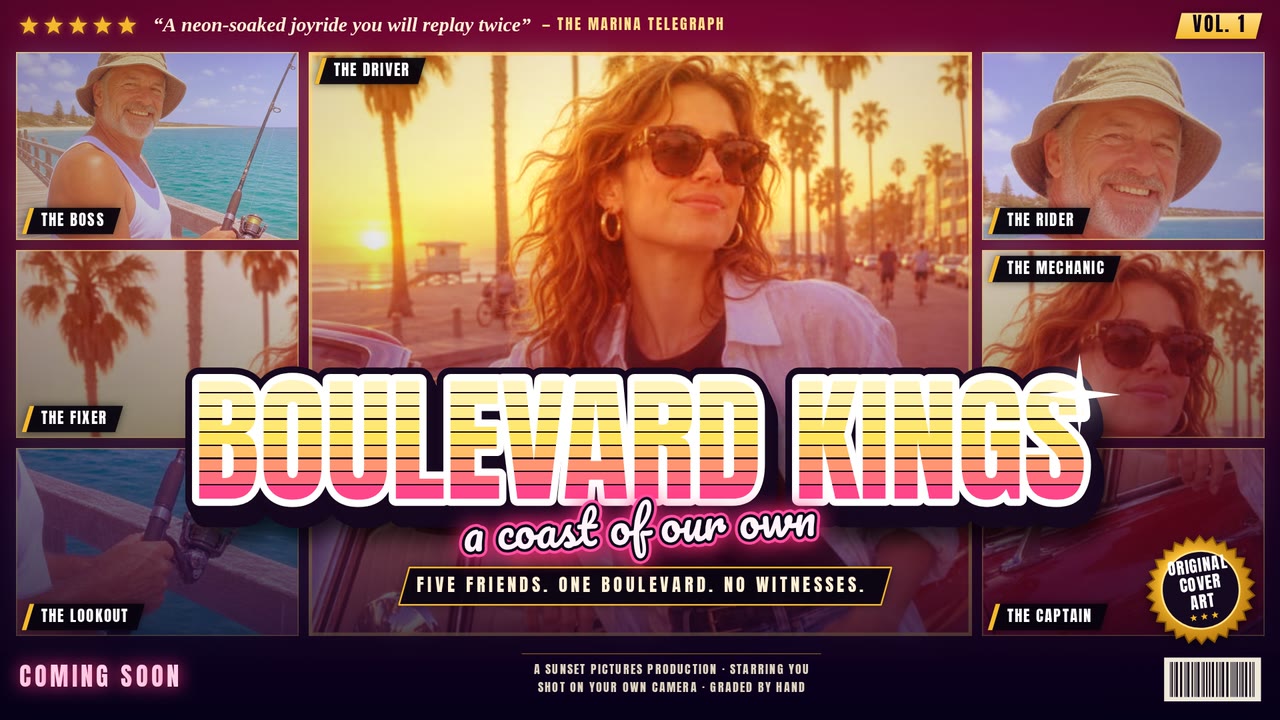 “A neon-soaked joyride you will replay twice” – THE MARINA TELEGRAPH
VOL. 1
THE DRIVER
THE BOSS
THE RIDER
THE MECHANIC
THE FIXER
BOULEVARD KINGS
a coast of our own
FIVE FRIENDS. ONE BOULEVARD. NO WITNESSES.
ORIGINAL
COVER
ART
THE LOOKOUT
THE CAPTAIN
COMING SOON
A SUNSET PICTURES PRODUCTION · STARRING YOU
SHOT ON YOUR OWN CAMERA · GRADED BY HAND